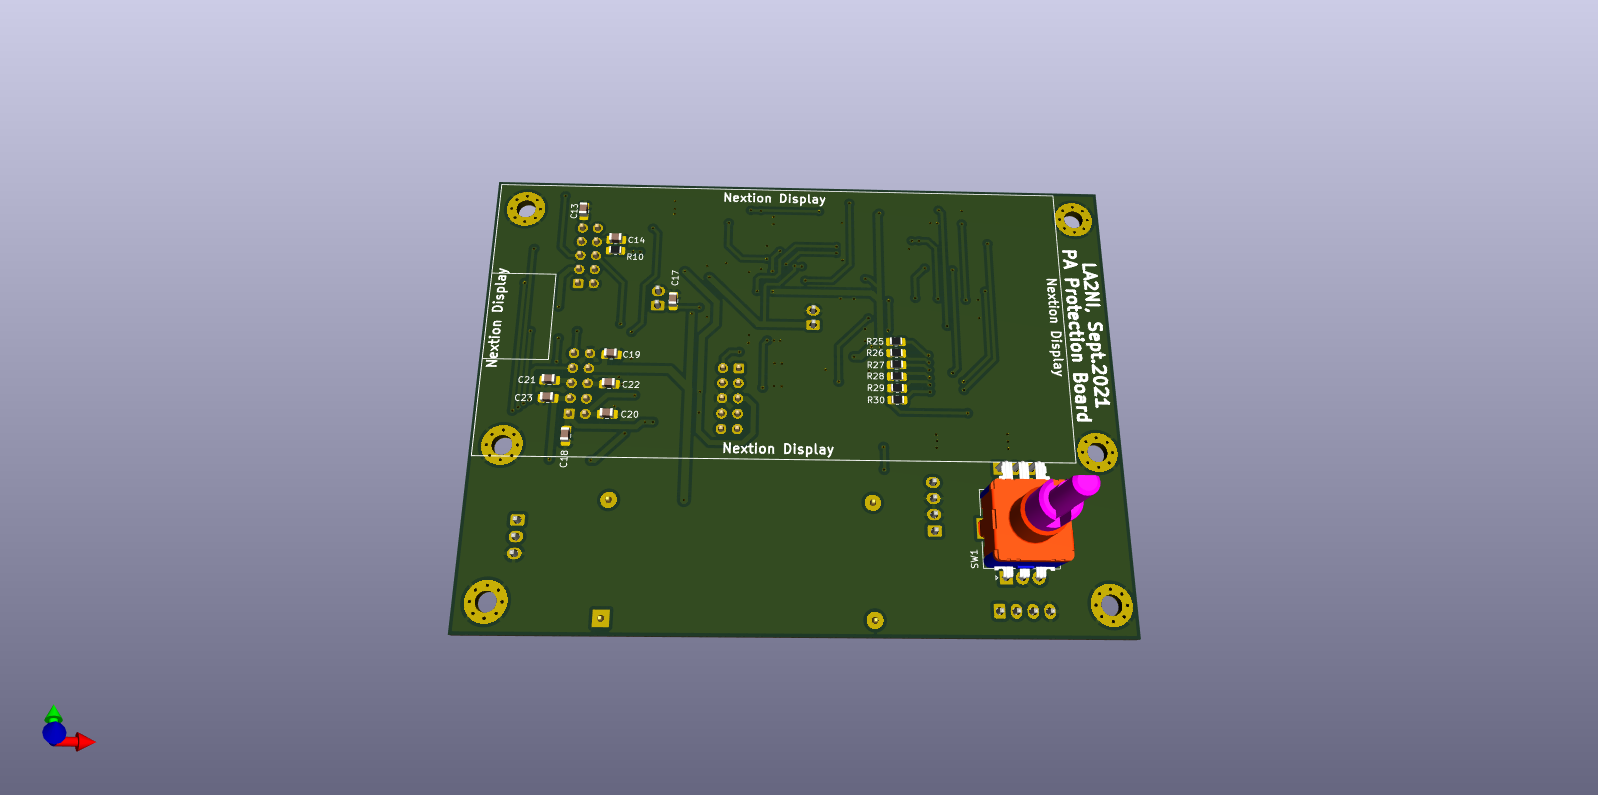 Nextion Display
C13
C14
R10
C17
Nextion Display
LA2NI, Sept.2021
PA Protection Board
Nextion Display
R25
R26
R27
R28
R29
R30
C19
C21
C22
C23
C20
C18
Nextion Display
SW1